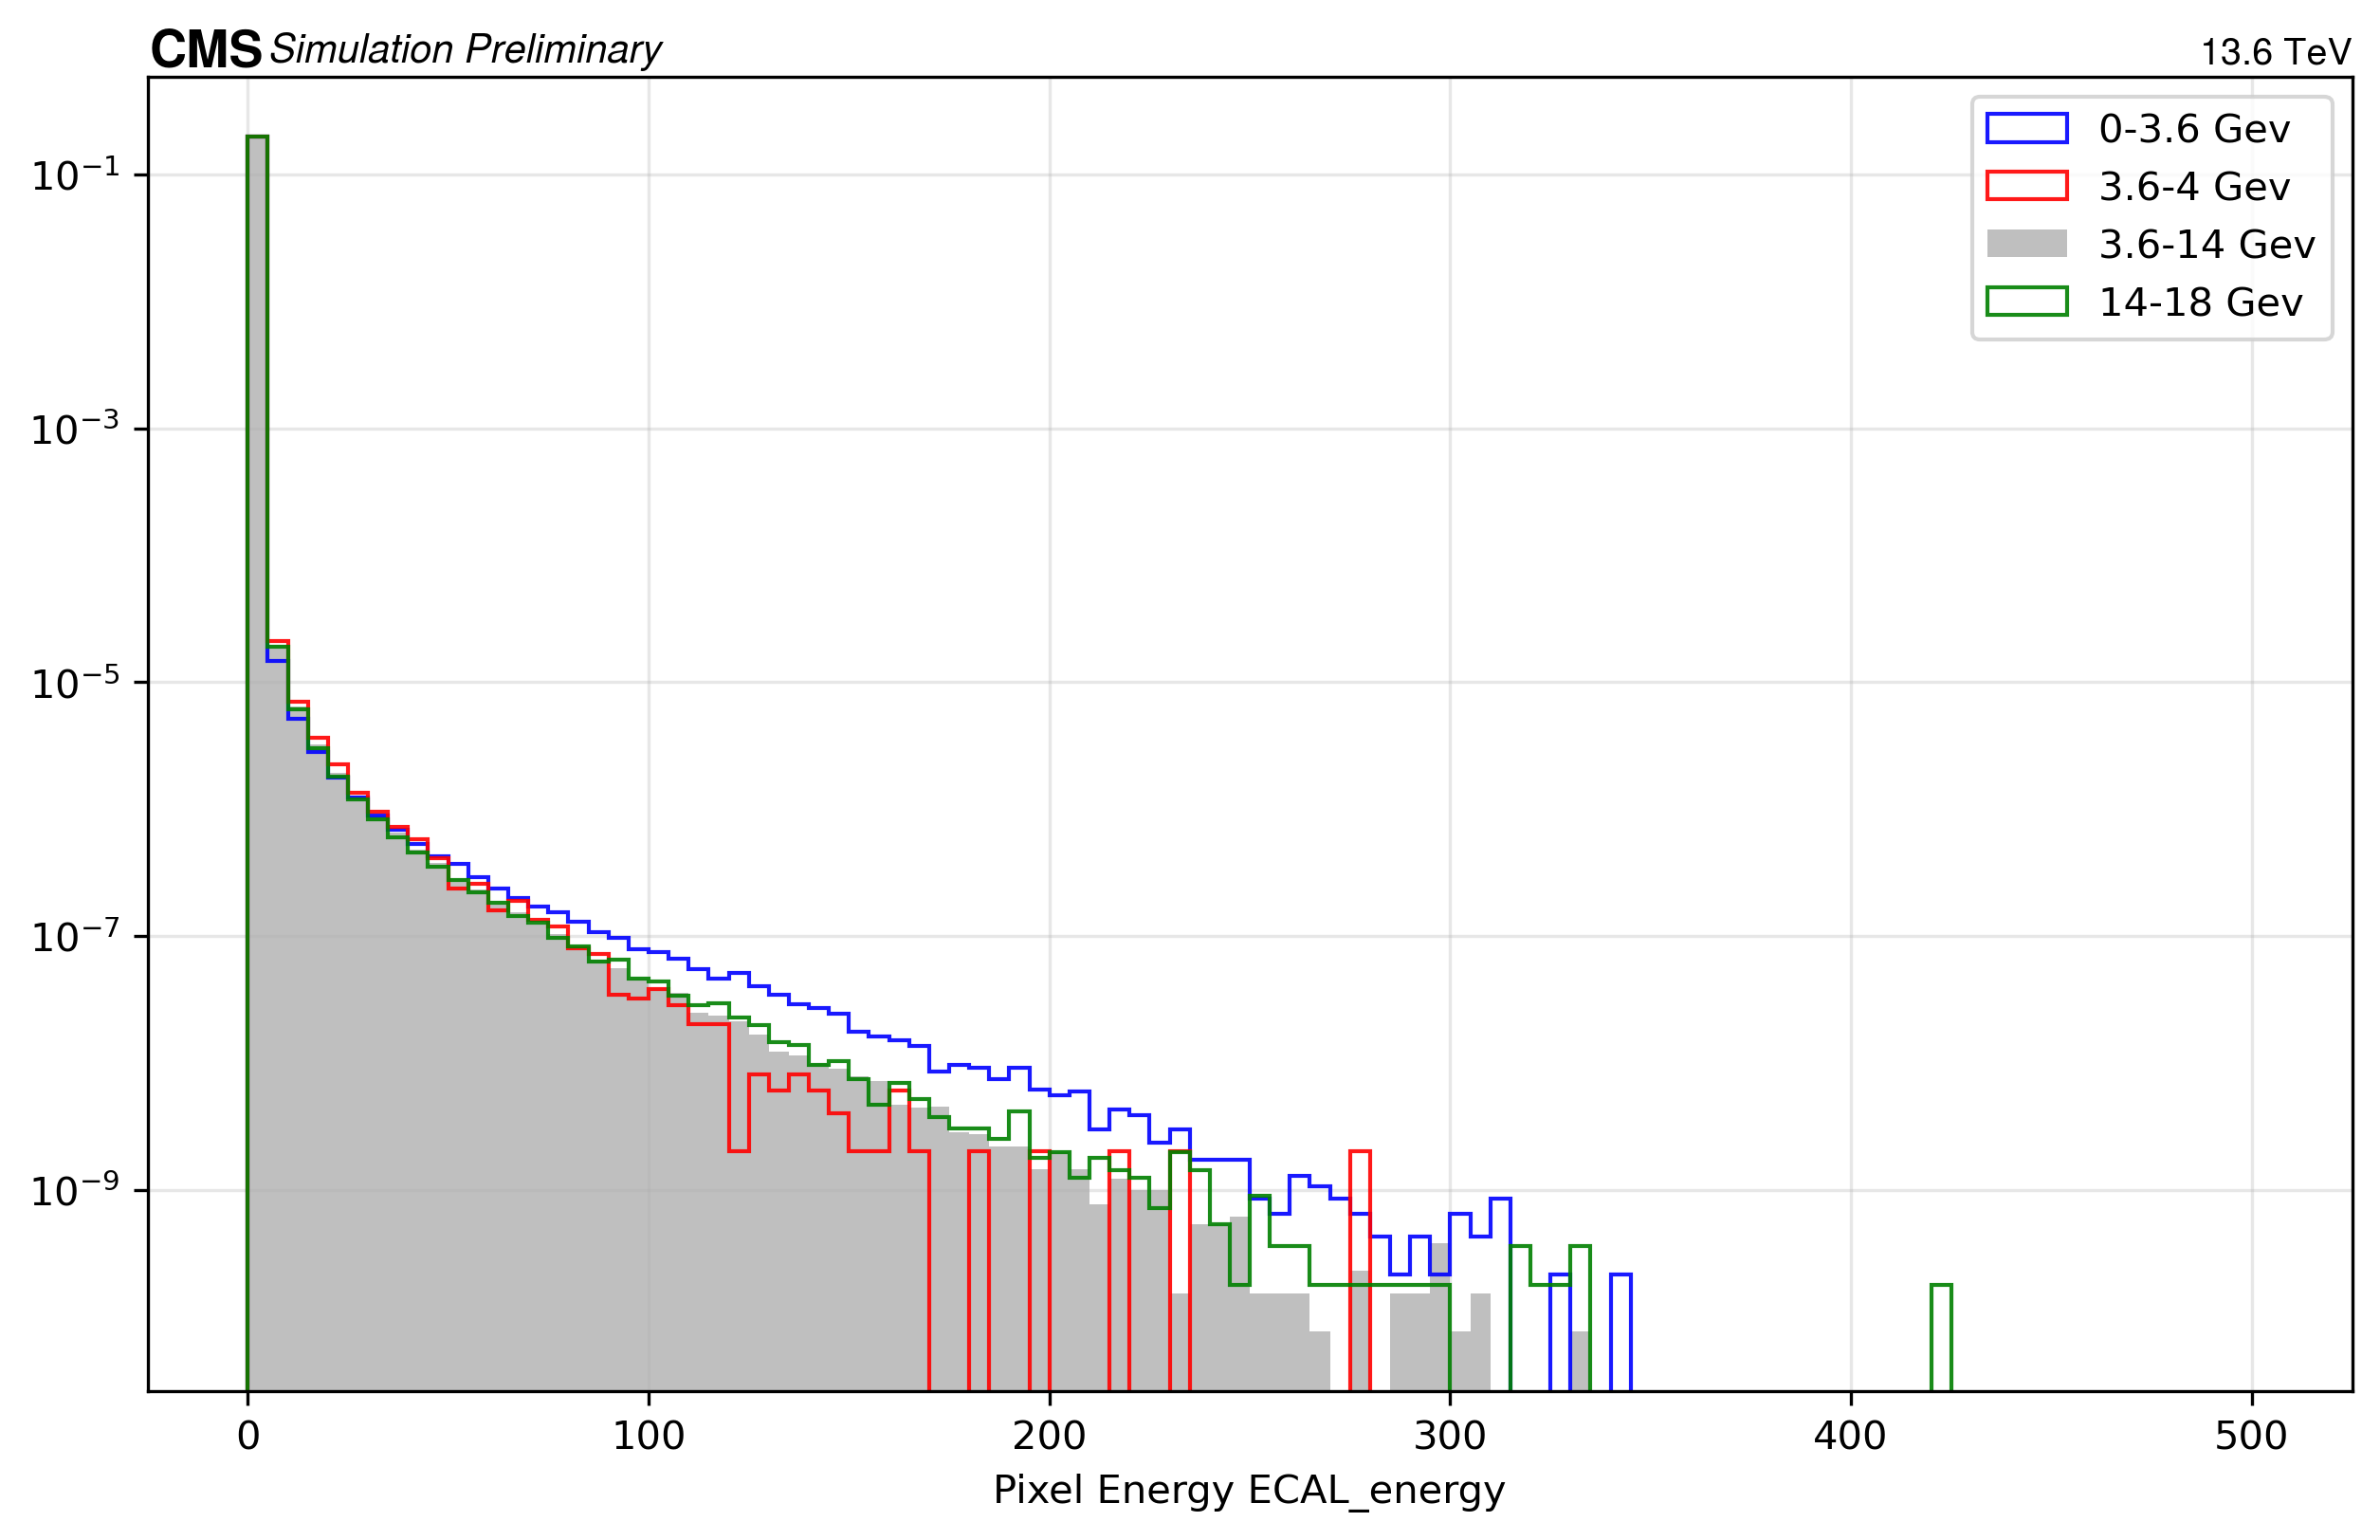 CMS Simulation Preliminary 13.6 TeV
0-3.6 Gev
3.6-4 Gev
3.6-14 Gev
14-18 Gev
10⁻¹
10⁻³
10⁻⁵
10⁻⁷
10⁻⁹
0 100 200 300 400 500
Pixel Energy ECAL_energy